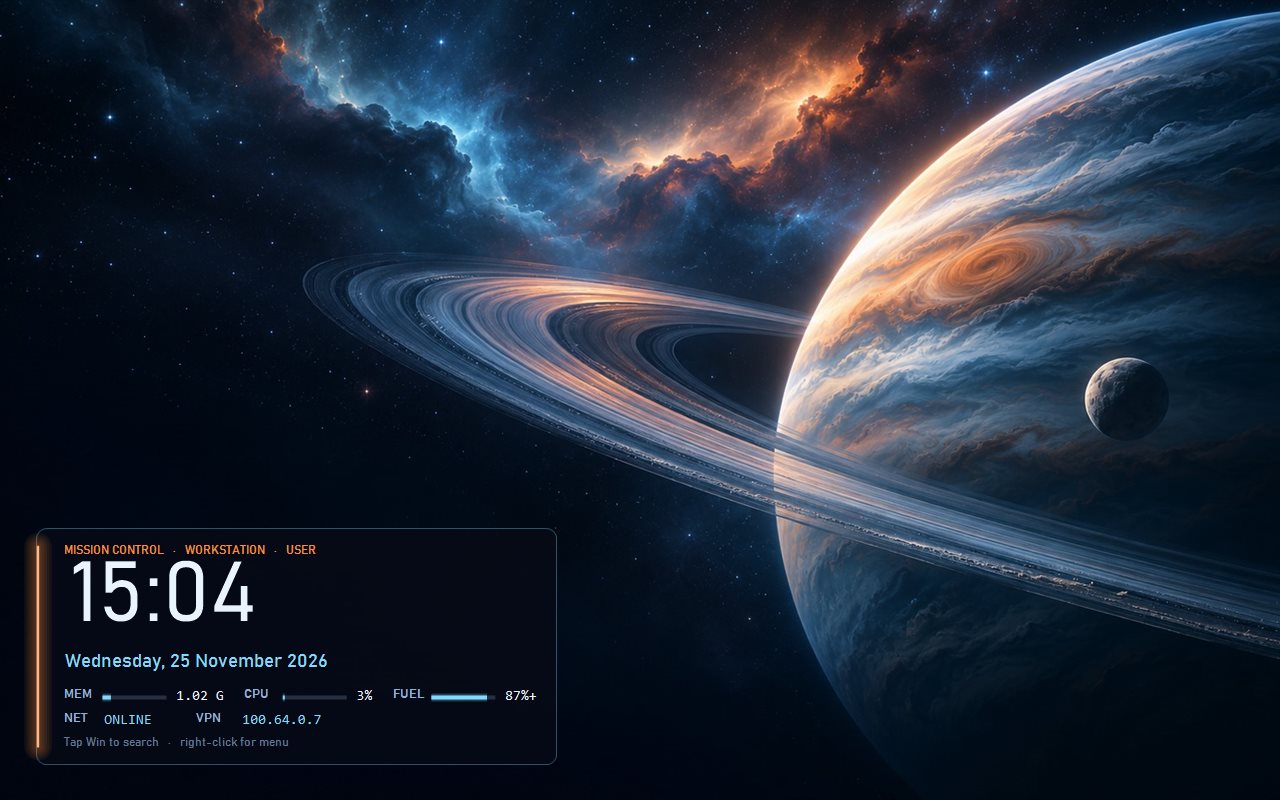 MISSION CONTROL · WORKSTATION · USER
15:04
Wednesday, 25 November 2026
MEM 1.02 G CPU 3% FUEL 87%+
NET ONLINE VPN 100.64.0.7
Tap Win to search · right-click for menu